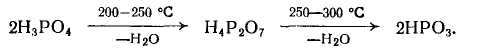 2H₃PO₄ 200—250 °C —H₂O H₄P₂O₇ 250—300 °C —H₂O 2HPO₃.